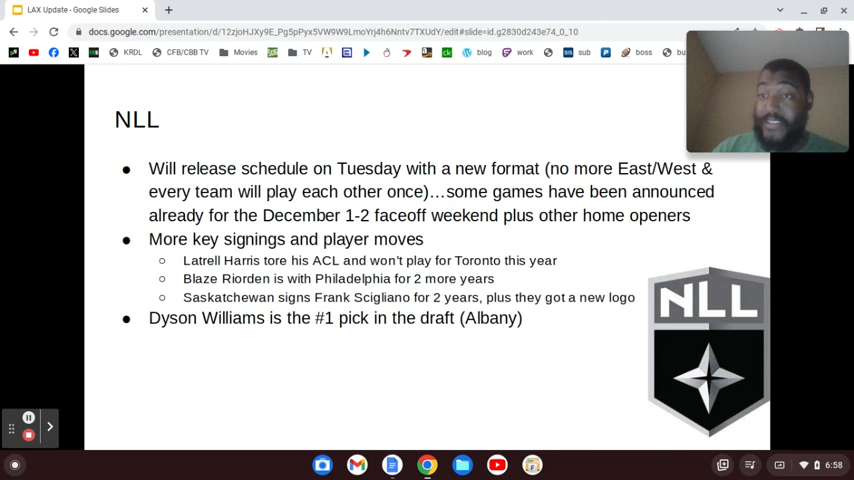 LAX Update - Google Slides
docs.google.com/presentation/d/12zjoHJXy9E_Pg5pPyx5VW9W9LmoYrj4h6Nntv7TXUdY/edit#slide=id.g2830d243e74_0_10
KRDL CFB/CBB TV Movies TV blog work sub boss bu
NLL
● Will release schedule on Tuesday with a new format (no more East/West &
every team will play each other once)…some games have been announced
already for the December 1-2 faceoff weekend plus other home openers
● More key signings and player moves
○ Latrell Harris tore his ACL and won't play for Toronto this year
○ Blaze Riorden is with Philadelphia for 2 more years
○ Saskatchewan signs Frank Scigliano for 2 years, plus they got a new logo
● Dyson Williams is the #1 pick in the draft (Albany)
NLL
6:58